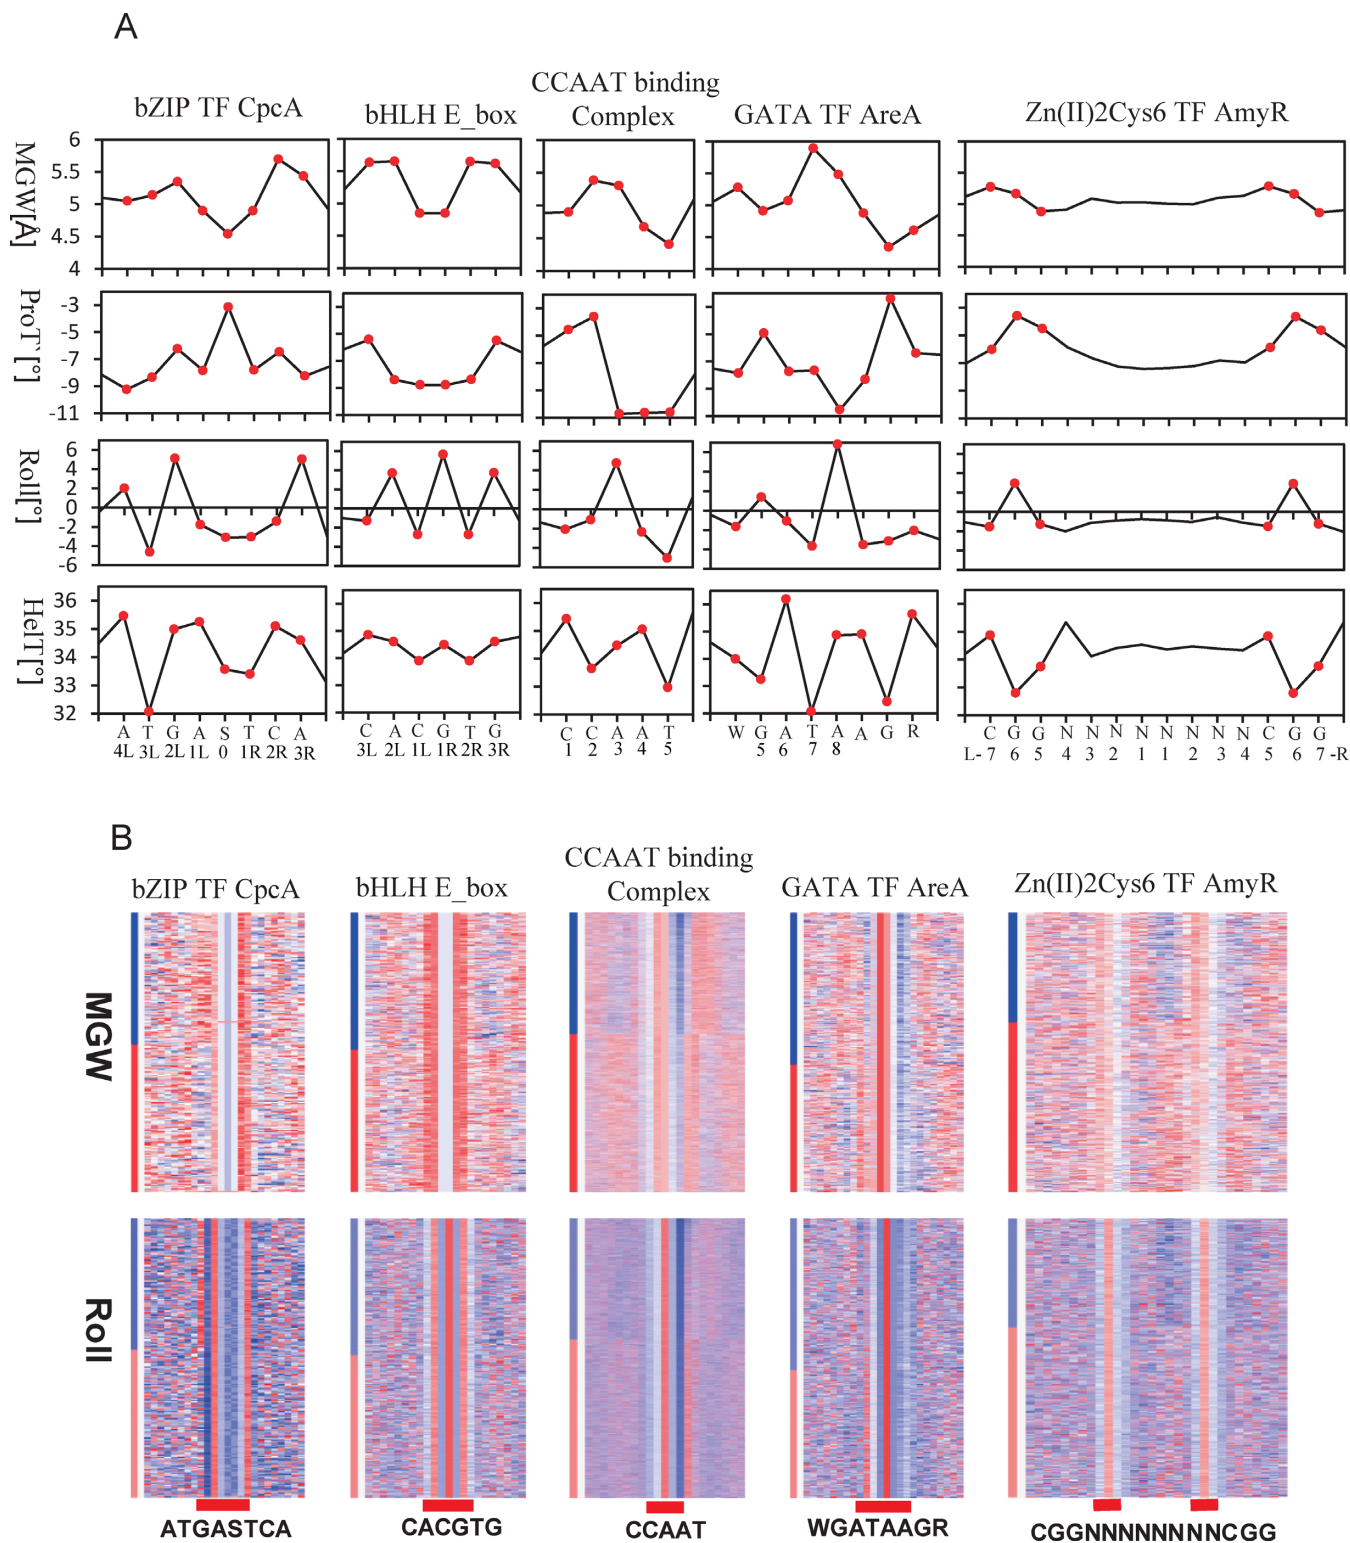 A
bZIP TF CpcA
bHLH E_box
CCAAT binding
Complex
GATA TF AreA
Zn(II)2Cys6 TF AmyR
MGW[Å]
6
5.5
5
4.5
4
ProT`[°]
-3
-5
-7
-9
-11
Roll[°]
6
4
2
0
-2
-4
-6
HelT[°]
36
35
34
33
32
A T G A S T C A
4L 3L 2L 1L 0 1R 2R 3R
C A C G T G
3L 2L 1L 1R 2R 3R
C C A A T
1 2 3 4 5
W G A T A A G R
5 6 7 8
C G G N N N N N N N N C G G
L- 7 6 5 4 3 2 1 1 2 3 4 5 6 7 -R
B
bZIP TF CpcA
bHLH E_box
CCAAT binding
Complex
GATA TF AreA
Zn(II)2Cys6 TF AmyR
MGW
Roll
ATGASTCA
CACGTG
CCAAT
WGATAAGR
CGGNNNNNNNNCGG